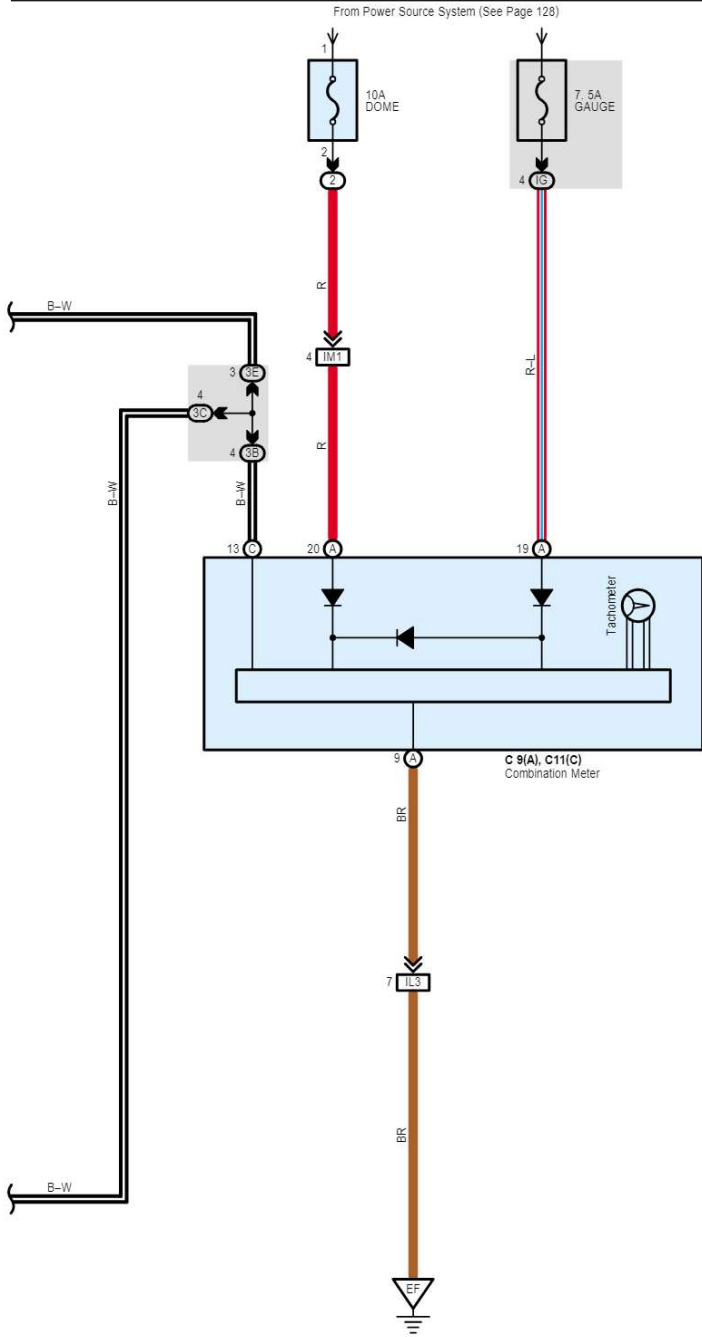 From Power Source System (See Page 128)
1
10A
DOME
7. 5A
GAUGE
2
2
4 IG
B–W
R
R–L
4 IM1
3 3E
4
3C
4 3B
R
B–W
B–W
13 C
20 A
19 A
Tachometer
9 A
C 9(A), C11(C)
Combination Meter
BR
7 IL3
BR
B–W
EF